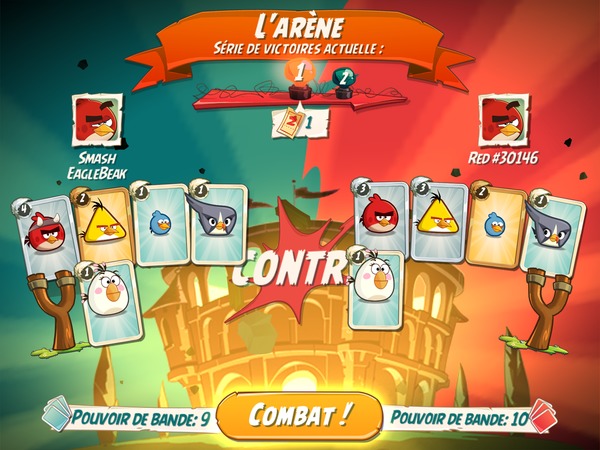 L'ARÈNE
SÉRIE DE VICTOIRES ACTUELLE :
1
2
1
SMASH
EAGLEBEAK
RED #30146
4
2
1
1
1
3
3
2
1
1
CONTR
POUVOIR DE BANDE: 9
COMBAT !
POUVOIR DE BANDE: 10